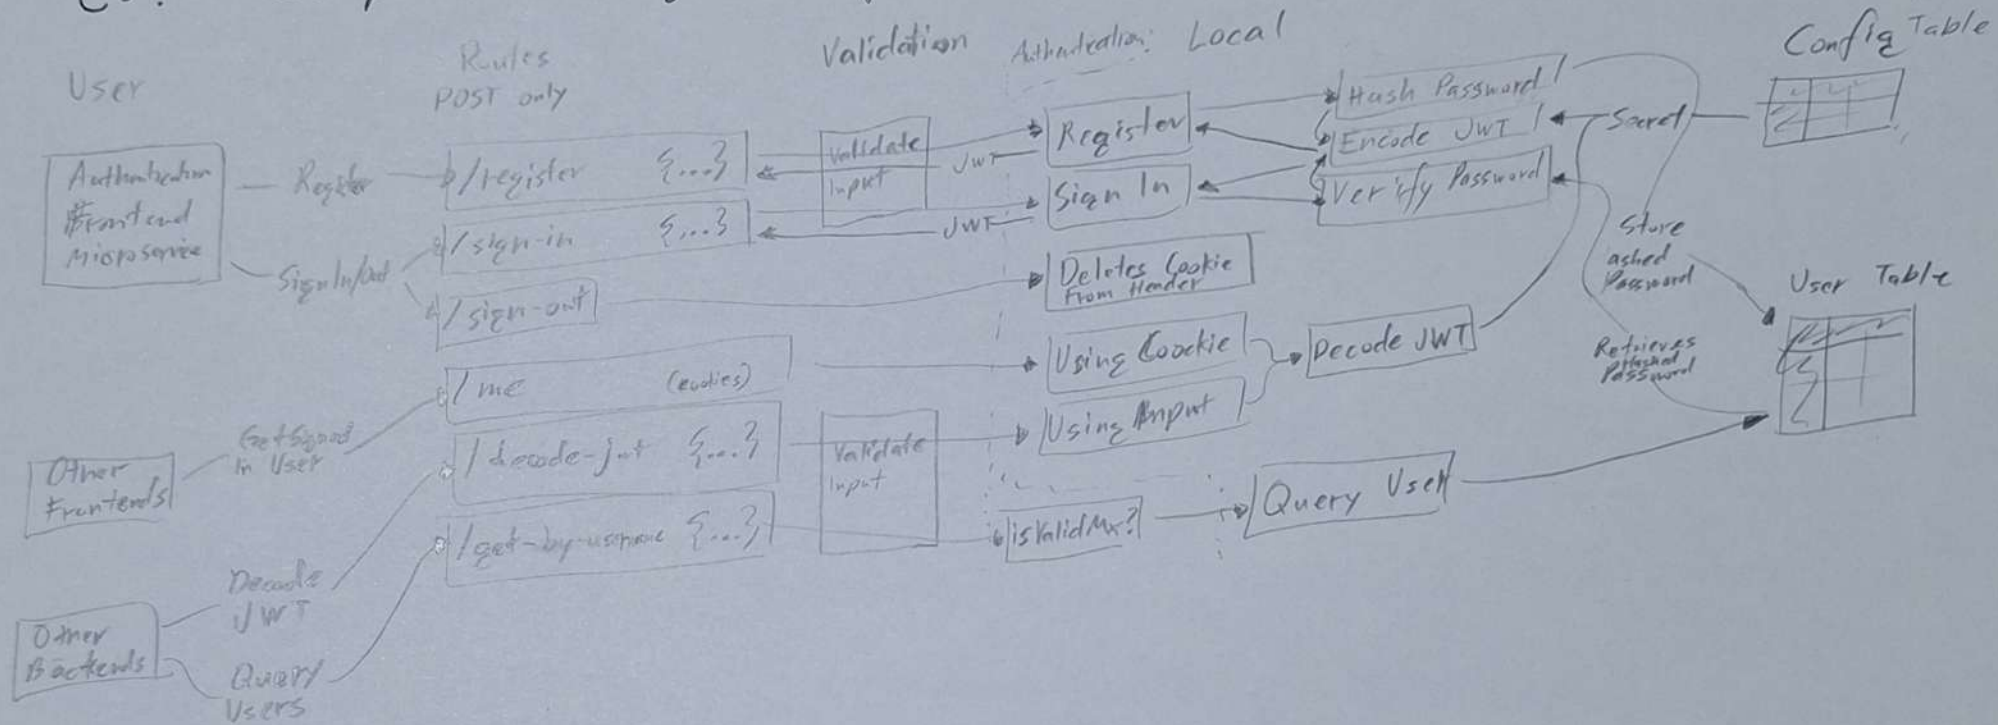 User
Rules
POST only
Validation
Authentication:
Local
Config Table
Authentication
Frontend
Microservice
Register
Sign In/Out
/register {...}
/sign-in {...}
/sign-out
Validate
input
JWT
JWT
Register
Sign In
Deletes Cookie
From Header
Hash Password
Encode JWT
Verify Password
Secret
Store
ashed
Password
User Table
Retrieves
Hashed
Password
/me (cookies)
/decode-jwt {...}
/get-by-username {...}
Validate
input
Using Coockie
Using Input
Decode JWT
isValidMx?
Query User
Other
Frontends
Get Signed
In User
Other
Backends
Decode
JWT
Query
Users